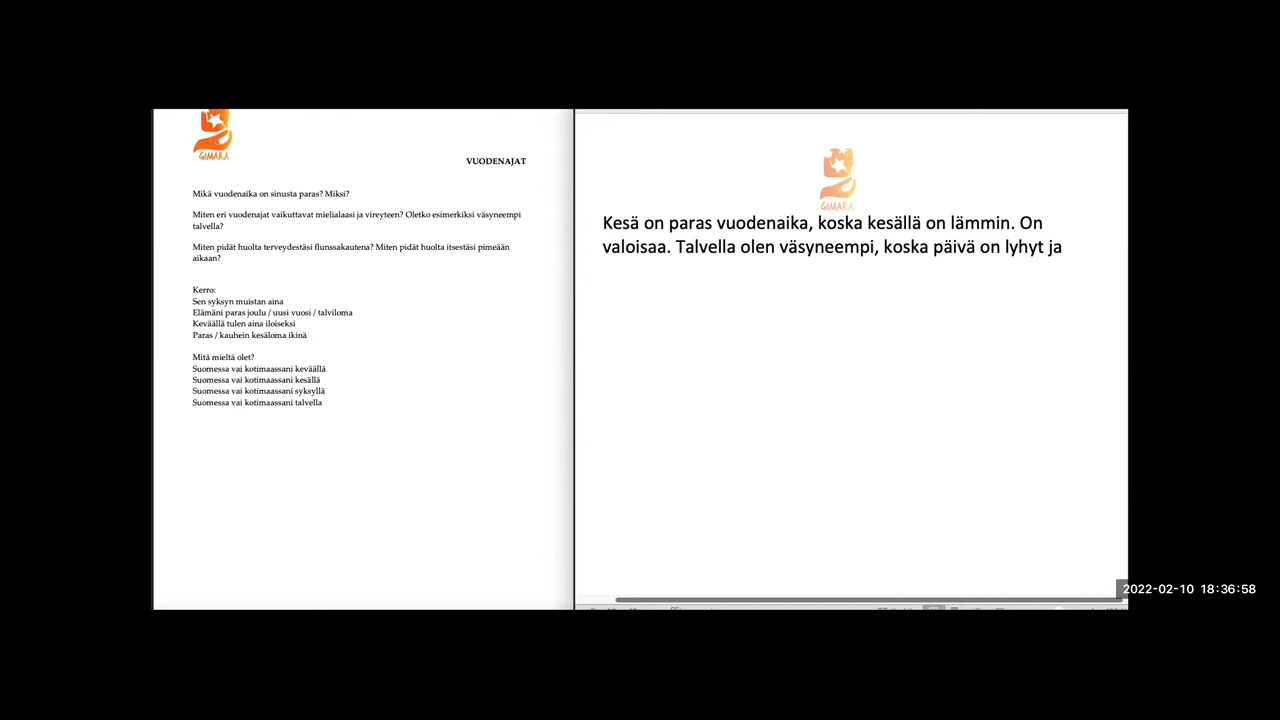 GIMARA
VUODENAJAT
Mikä vuodenaika on sinusta paras? Miksi?
Miten eri vuodenajat vaikuttavat mielialaasi ja vireyteen? Oletko esimerkiksi väsyneempi
talvella?
Miten pidät huolta terveydestäsi flunssakautena? Miten pidät huolta itsestäsi pimeään
aikaan?
Kerro:
Sen syksyn muistan aina
Elämäni paras joulu / uusi vuosi / talviloma
Keväällä tulen aina iloiseksi
Paras / kauhein kesäloma ikinä
Mitä mieltä olet?
Suomessa vai kotimaassani keväällä
Suomessa vai kotimaassani kesällä
Suomessa vai kotimaassani syksyllä
Suomessa vai kotimaassani talvella
GIMARA
Kesä on paras vuodenaika, koska kesällä on lämmin. On
valoisaa. Talvella olen väsyneempi, koska päivä on lyhyt ja
2022-02-10 18:36:58